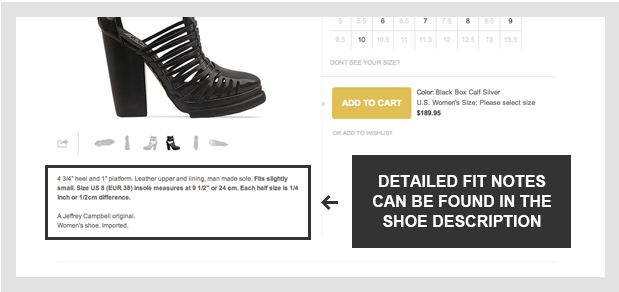 5 5.5 6 6.5 7 7.5 8 8.5 9
9.5 10 10.5 11 11.5 12 12.5 13 13.5
DONT SEE YOUR SIZE?
ADD TO CART
Color: Black Box Calf Silver
U.S. Women's Size: Please select size
$189.95
OR ADD TO WISHLIST
4 3/4" heel and 1" platform. Leather upper and lining, man made sole. Fits slightly
small. Size US 8 (EUR 38) insole measures at 9 1/2" or 24 cm. Each half size is 1/4
inch or 1/2cm difference.
A Jeffrey Campbell original.
Women's shoe. Imported.
DETAILED FIT NOTES
CAN BE FOUND IN THE
SHOE DESCRIPTION